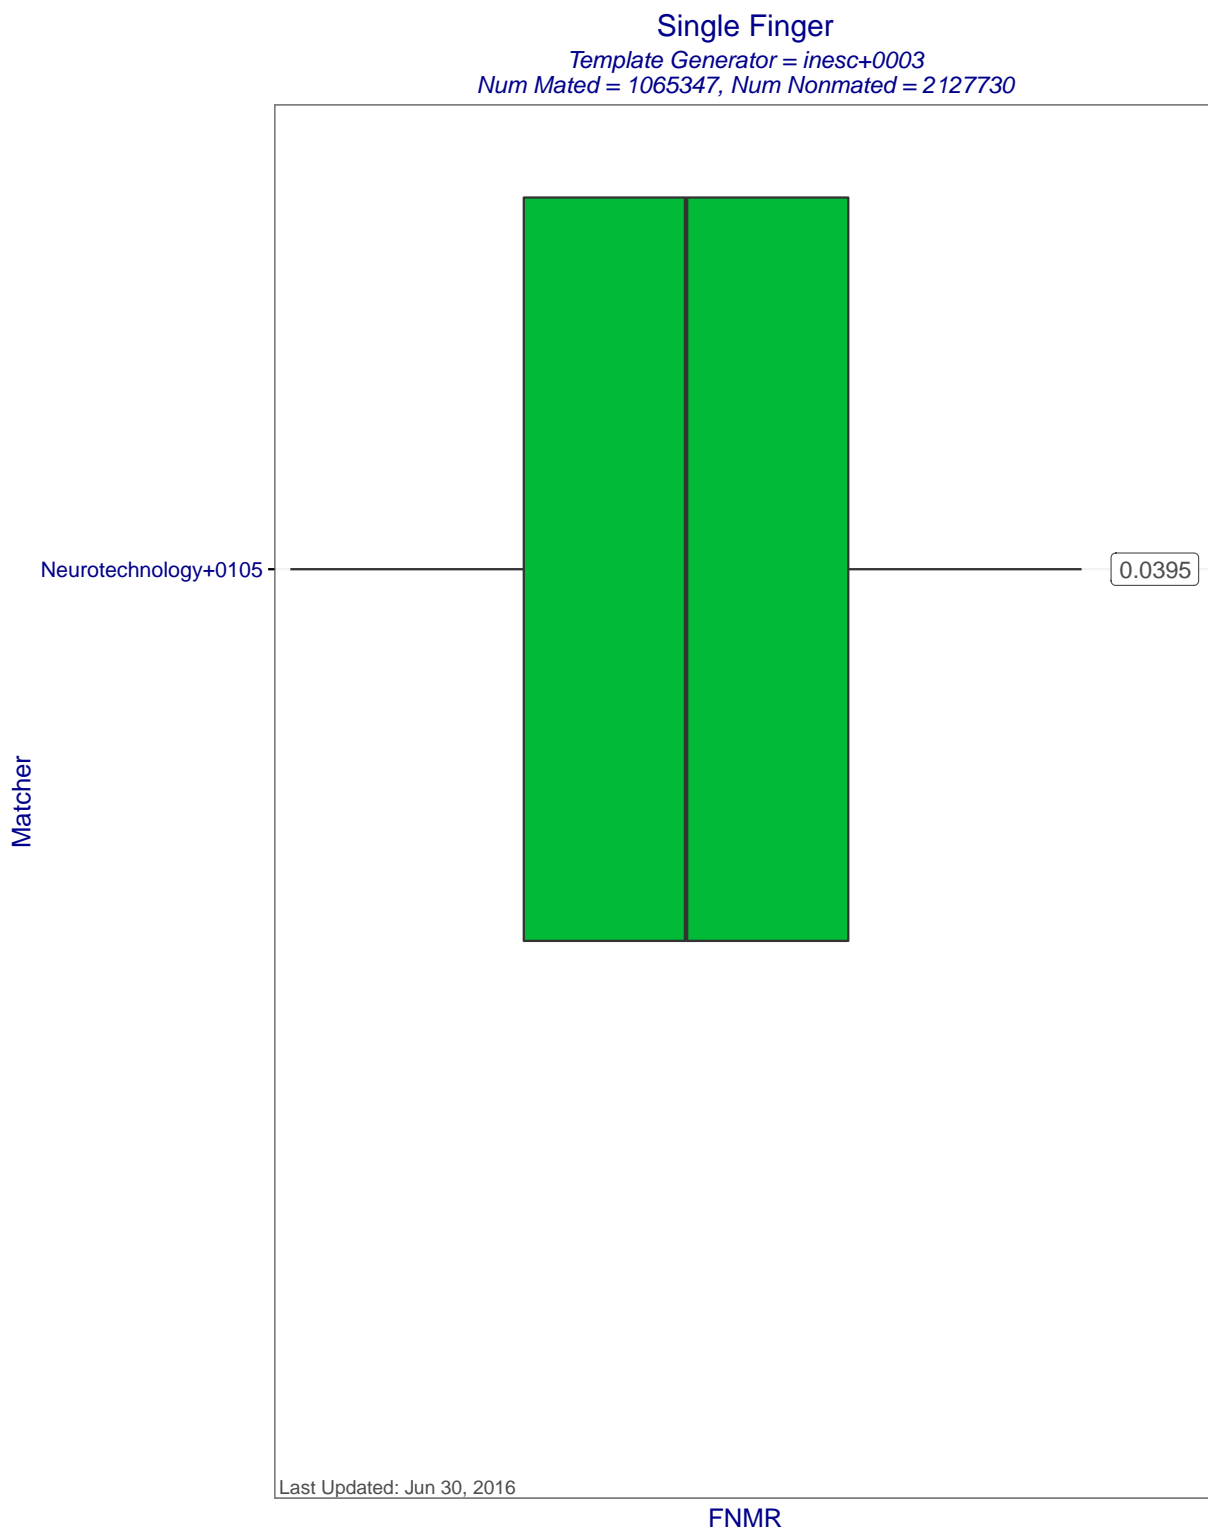 Single Finger
Template Generator = inesc+0003
Num Mated = 1065347, Num Nonmated = 2127730
Neurotechnology+0105
0.0395
Matcher
Last Updated: Jun 30, 2016
FNMR